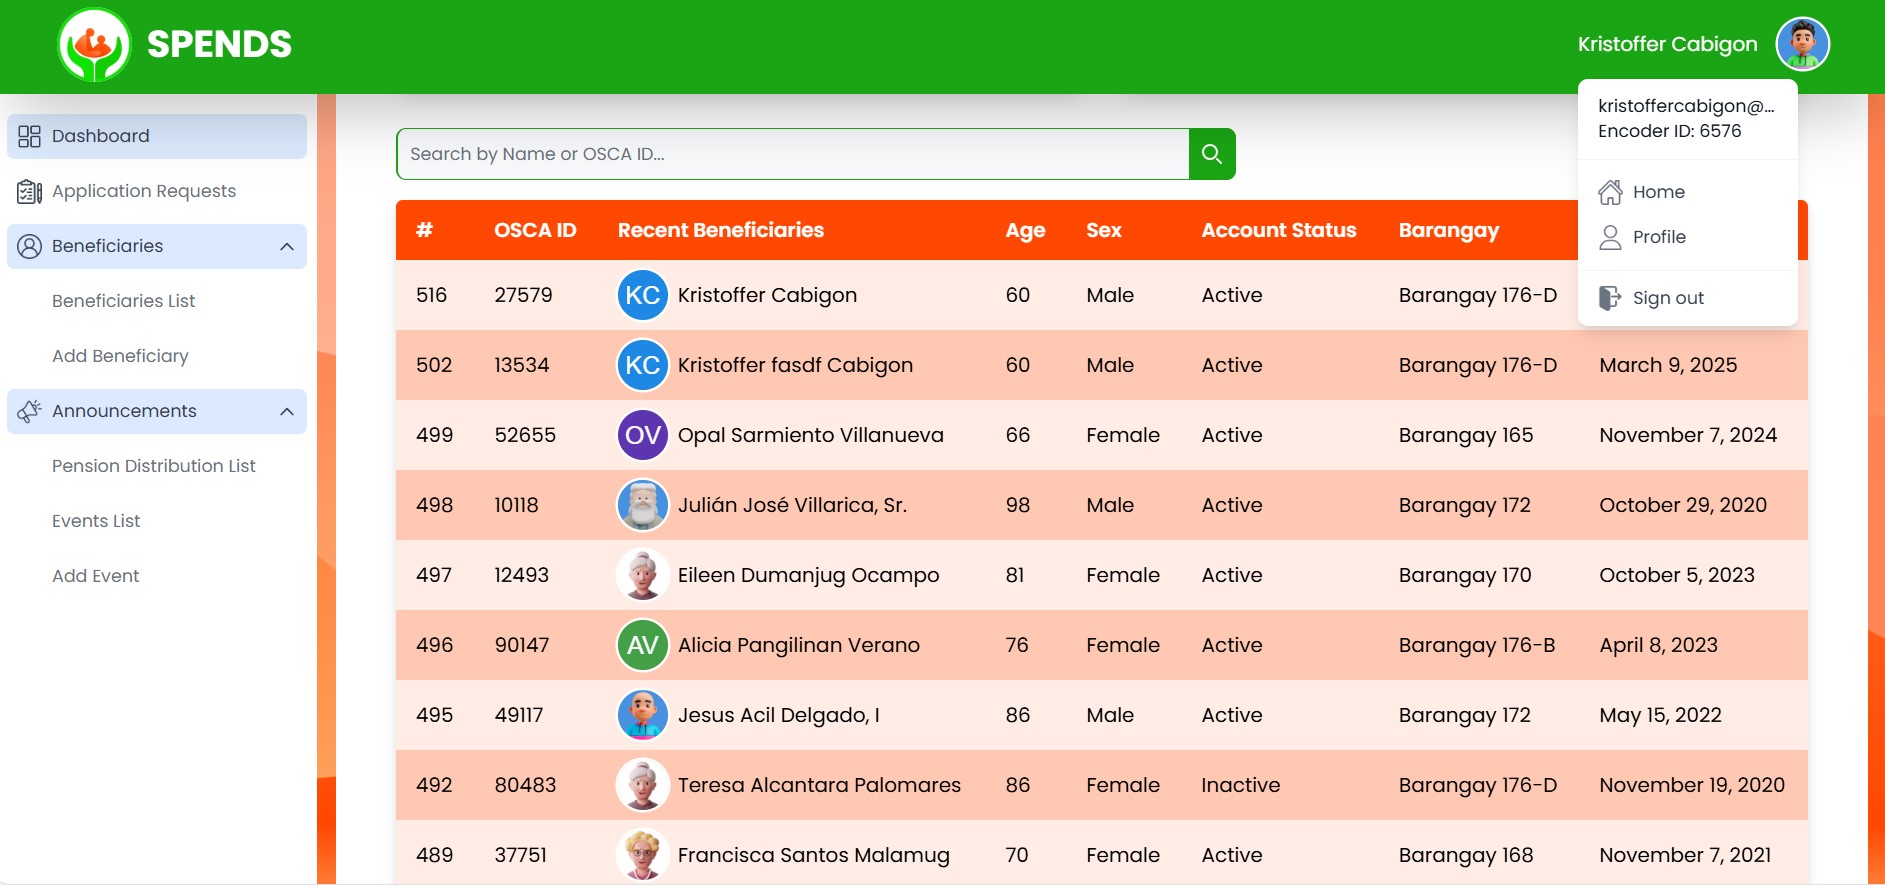 SPENDS
Kristoffer Cabigon
kristoffercabigon@...
Encoder ID: 6576
Home
Profile
Sign out
Dashboard
Application Requests
Beneficiaries
Beneficiaries List
Add Beneficiary
Announcements
Pension Distribution List
Events List
Add Event
Search by Name or OSCA ID...
# OSCA ID Recent Beneficiaries Age Sex Account Status Barangay
516 27579 KC Kristoffer Cabigon 60 Male Active Barangay 176-D
502 13534 KC Kristoffer fasdf Cabigon 60 Male Active Barangay 176-D March 9, 2025
499 52655 OV Opal Sarmiento Villanueva 66 Female Active Barangay 165 November 7, 2024
498 10118 Julián José Villarica, Sr. 98 Male Active Barangay 172 October 29, 2020
497 12493 Eileen Dumanjug Ocampo 81 Female Active Barangay 170 October 5, 2023
496 90147 AV Alicia Pangilinan Verano 76 Female Active Barangay 176-B April 8, 2023
495 49117 Jesus Acil Delgado, I 86 Male Active Barangay 172 May 15, 2022
492 80483 Teresa Alcantara Palomares 86 Female Inactive Barangay 176-D November 19, 2020
489 37751 Francisca Santos Malamug 70 Female Active Barangay 168 November 7, 2021